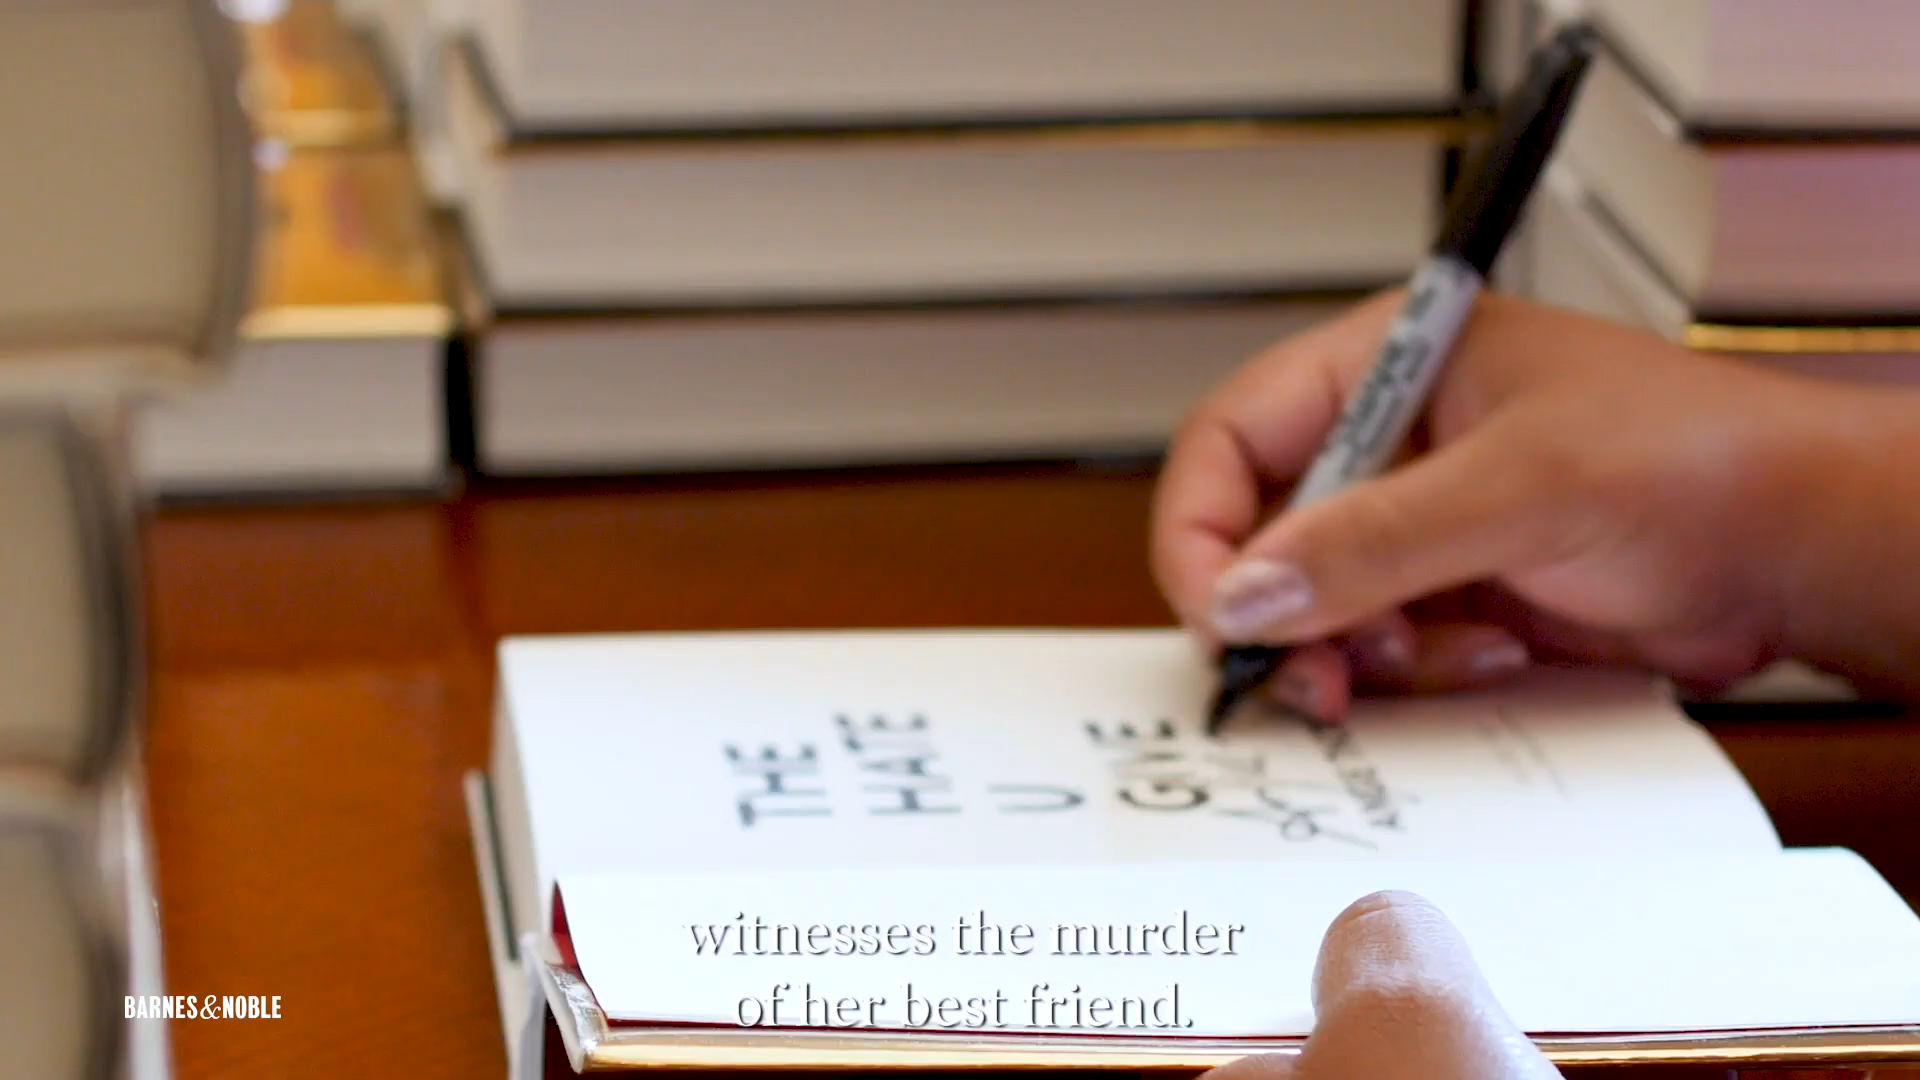 THE
HATE
U
GIVE
witnesses the murder
of her best friend.
BARNES&NOBLE